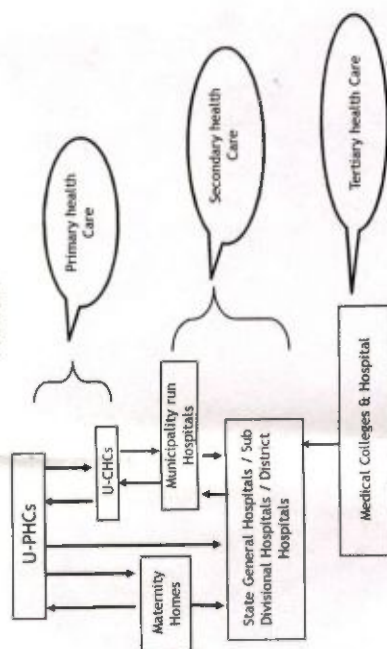 U-PHCs
Primary health
Care
U-CHCs
Maternity
Homes
Municipality run
Hospitals
Secondary health
Care
State General Hospitals / Sub
Divisional Hospitals / District
Hospitals
Medical Colleges & Hospital
Tertiary health Care